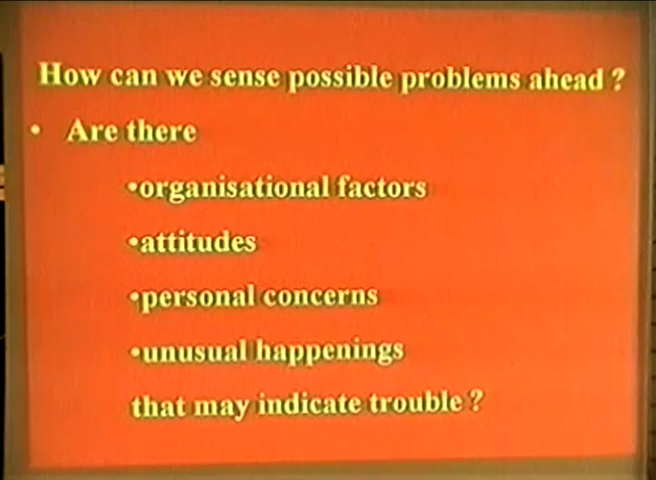 How can we sense possible problems ahead ?
• Are there
•organisational factors
•attitudes
•personal concerns
•unusual happenings
that may indicate trouble ?